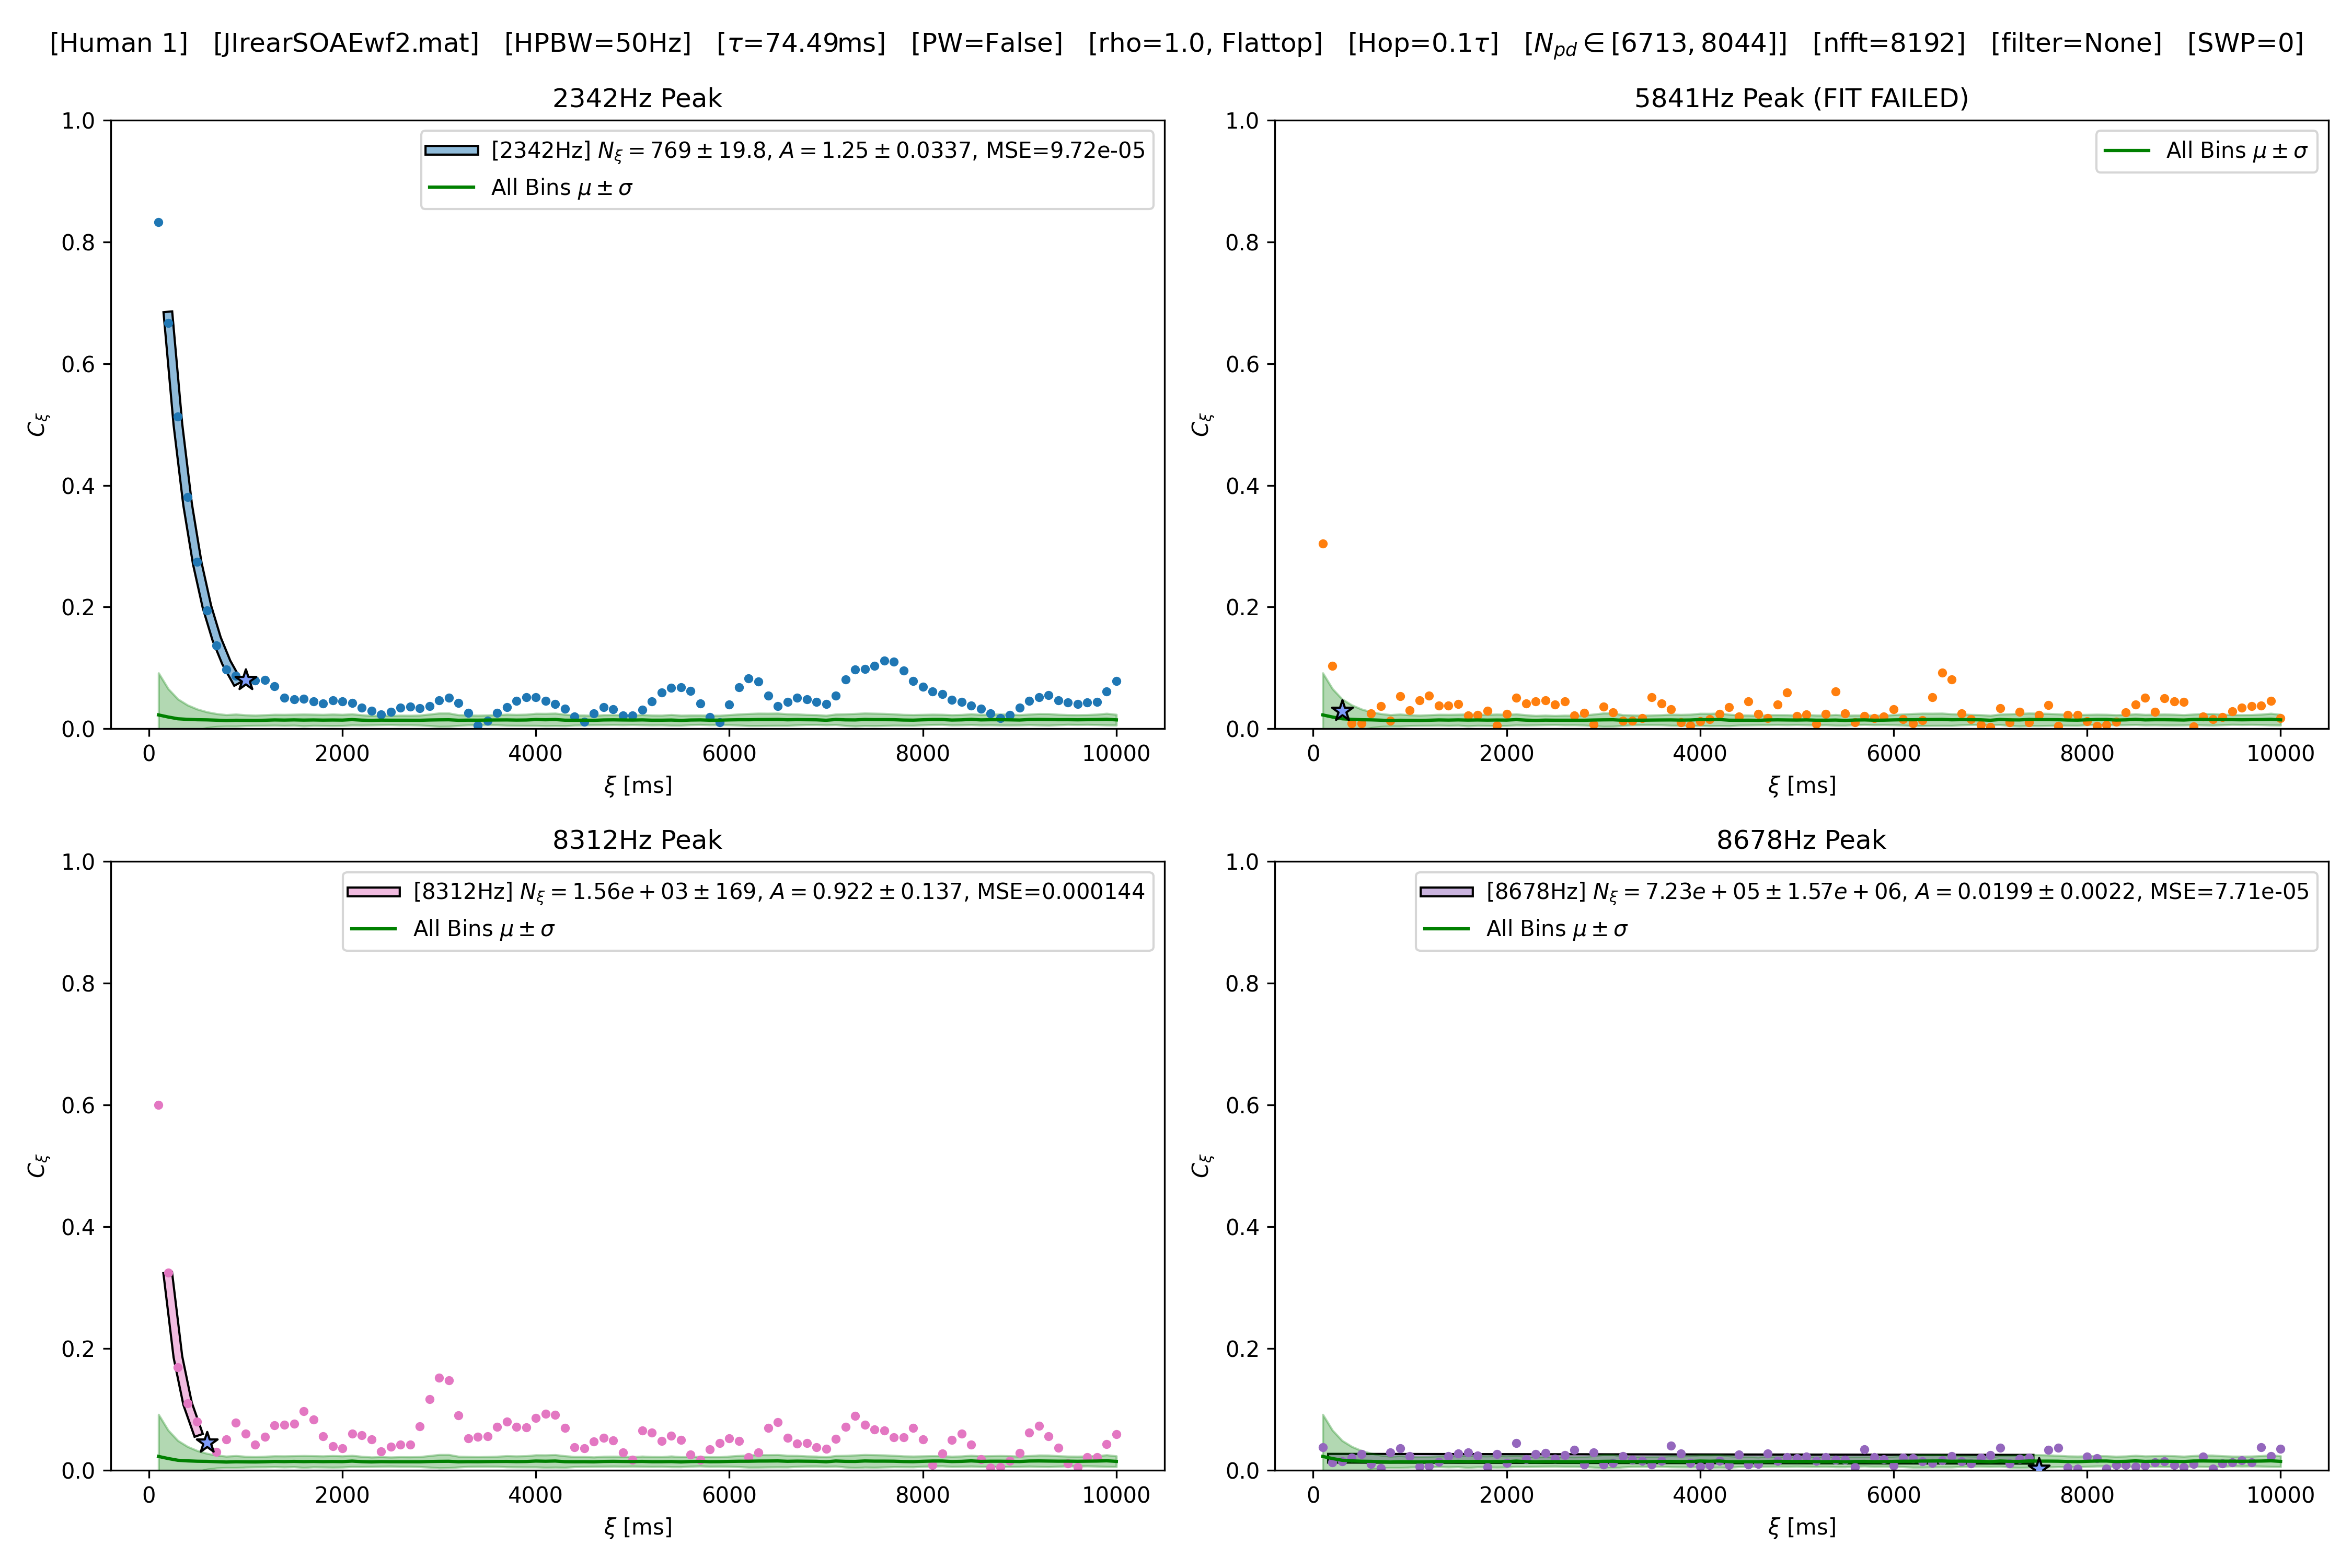 [Human 1] [JIrearSOAEwf2.mat] [HPBW=50Hz] [τ=74.49ms] [PW=False] [rho=1.0, Flattop] [Hop=0.1τ] [N_pd ∈ [6713, 8044]] [nfft=8192] [filter=None] [SWP=0]
2342Hz Peak
[2342Hz] N_ξ = 769 ± 19.8, A = 1.25 ± 0.0337, MSE=9.72e-05
All Bins μ ± σ
1.0
0.8
0.6
0.4
0.2
0.0
C_ξ
0 2000 4000 6000 8000 10000
ξ [ms]
5841Hz Peak (FIT FAILED)
All Bins μ ± σ
1.0
0.8
0.6
0.4
0.2
0.0
C_ξ
0 2000 4000 6000 8000 10000
ξ [ms]
8312Hz Peak
[8312Hz] N_ξ = 1.56e + 03 ± 169, A = 0.922 ± 0.137, MSE=0.000144
All Bins μ ± σ
1.0
0.8
0.6
0.4
0.2
0.0
C_ξ
0 2000 4000 6000 8000 10000
ξ [ms]
8678Hz Peak
[8678Hz] N_ξ = 7.23e + 05 ± 1.57e + 06, A = 0.0199 ± 0.0022, MSE=7.71e-05
All Bins μ ± σ
1.0
0.8
0.6
0.4
0.2
0.0
C_ξ
0 2000 4000 6000 8000 10000
ξ [ms]